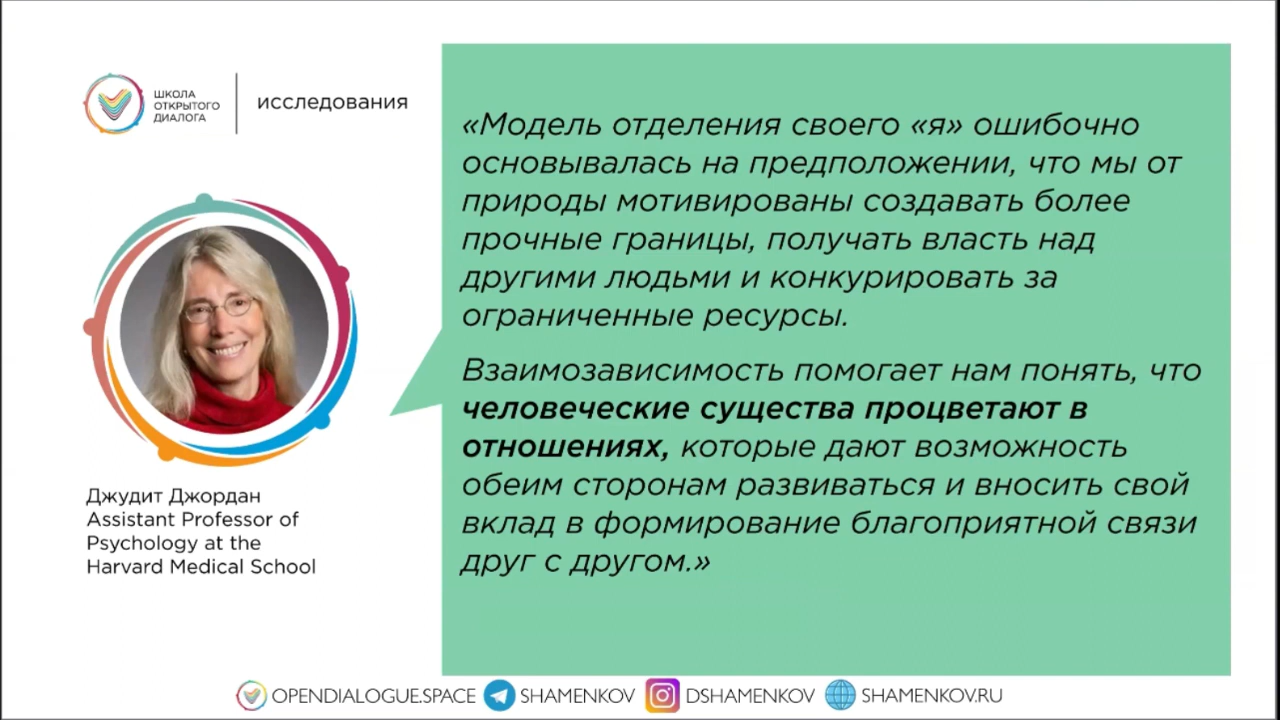 ШКОЛА
ОТКРЫТОГО
ДИАЛОГА
исследования
«Модель отделения своего «я» ошибочно
основывалась на предположении, что мы от
природы мотивированы создавать более
прочные границы, получать власть над
другими людьми и конкурировать за
ограниченные ресурсы.
Взаимозависимость помогает нам понять, что
человеческие существа процветают в
отношениях, которые дают возможность
обеим сторонам развиваться и вносить свой
вклад в формирование благоприятной связи
друг с другом.»
Джудит Джордан
Assistant Professor of
Psychology at the
Harvard Medical School
OPENDIALOGUE.SPACE SHAMENKOV DSHAMENKOV SHAMENKOV.RU